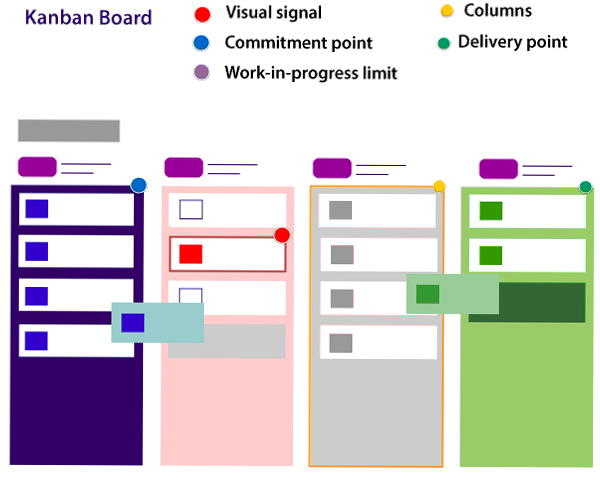 Kanban Board
Visual signal
Columns
Commitment point
Delivery point
Work-in-progress limit